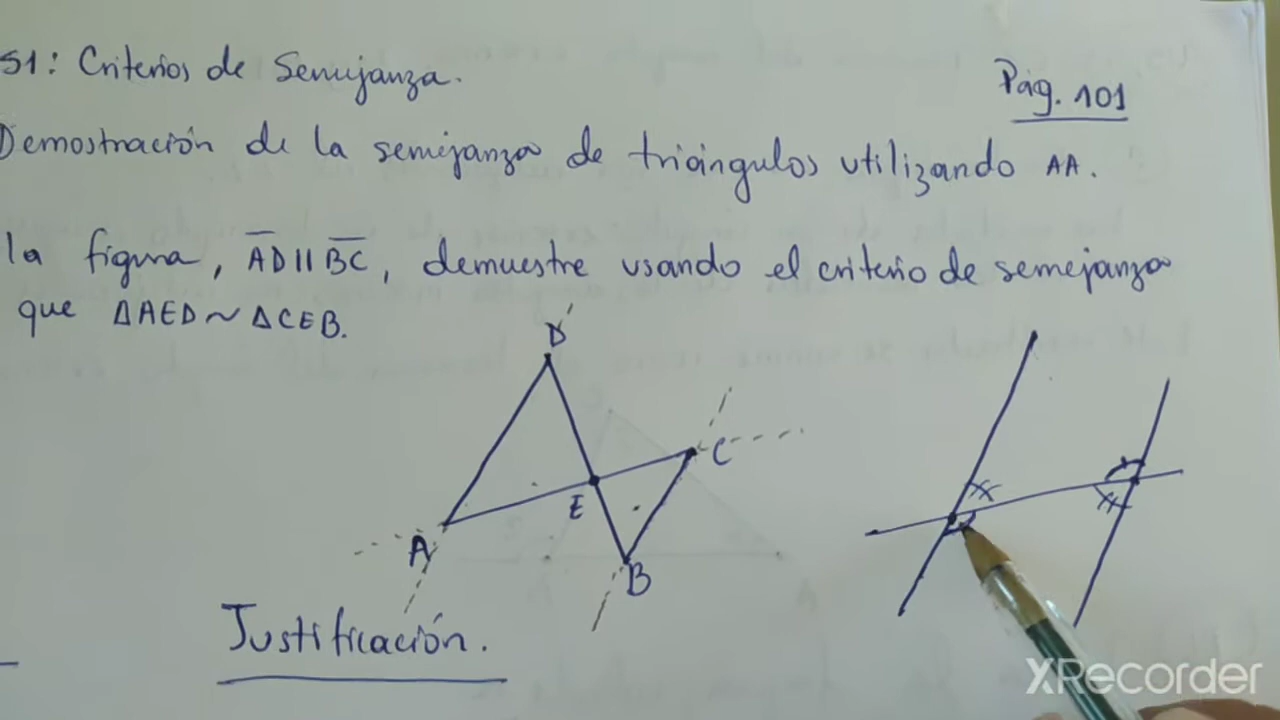 51: Criterios de Semejanza.
Pág. 101
Demostración de la semejanza de triángulos utilizando AA.
la figura, AD || BC, demuestre usando el criterio de semejanza
que ΔAED ~ ΔCEB.
D
C
E
A
B
Justificación.
XRecorder